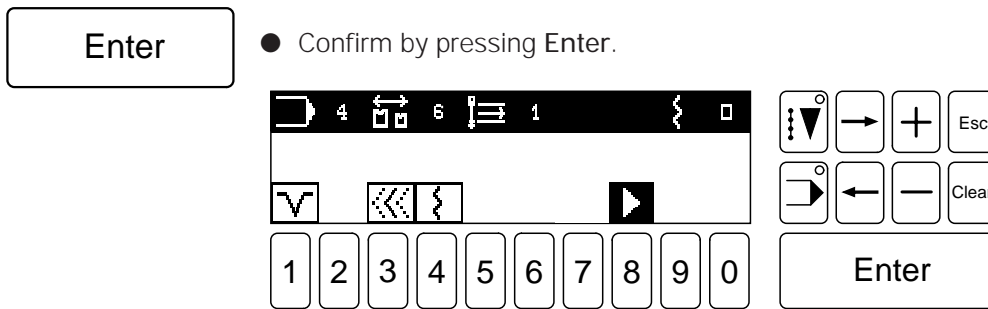 Enter
● Confirm by pressing Enter.
4 6 1 0
Esc
Clear
1 2 3 4 5 6 7 8 9 0
Enter